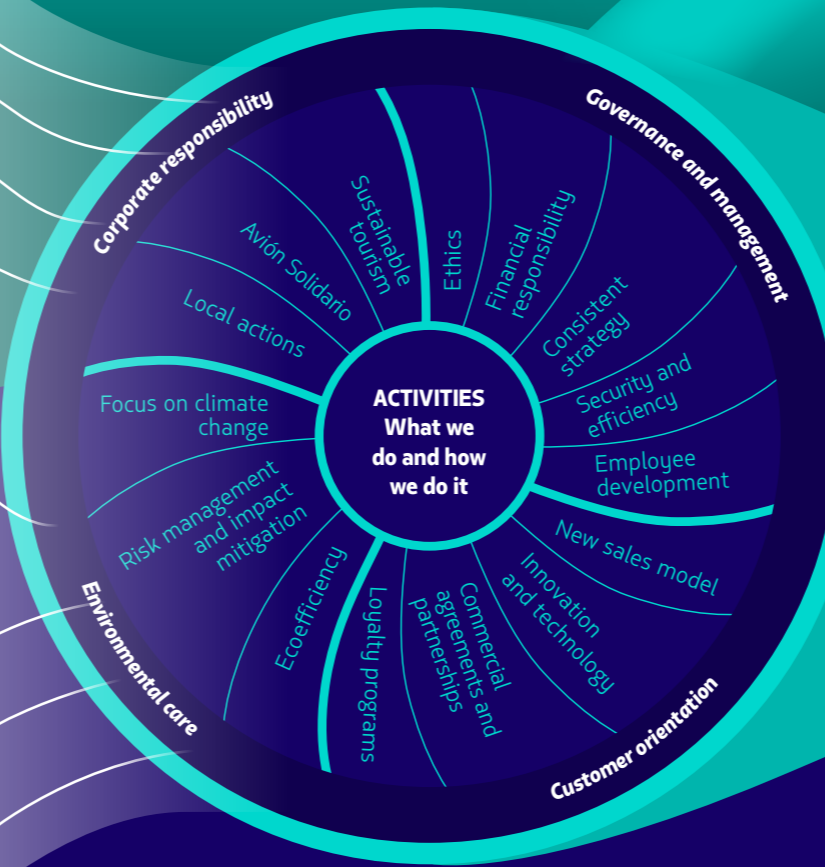 Corporate responsibility
Governance and management
Sustainable
tourism
Avión Solidario
Local actions
Ethics
Financial
responsibility
Consistent
strategy
Security and
efficiency
Employee
development
ACTIVITIES
What we
do and how
we do it
Focus on climate
change
Risk management
and impact
mitigation
Ecoefficiency
Environmental care
New sales model
Innovation
and technology
Commercial
agreements and
partnerships
Loyalty programs
Customer orientation